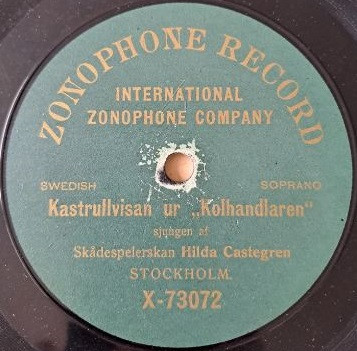 ZONOPHONE RECORD
INTERNATIONAL
ZONOPHONE COMPANY
SWEDISH SOPRANO
Kastrullvisan ur „Kolhandlaren"
sjungen af
Skådespelerskan Hilda Castegren
STOCKHOLM.
X-73072